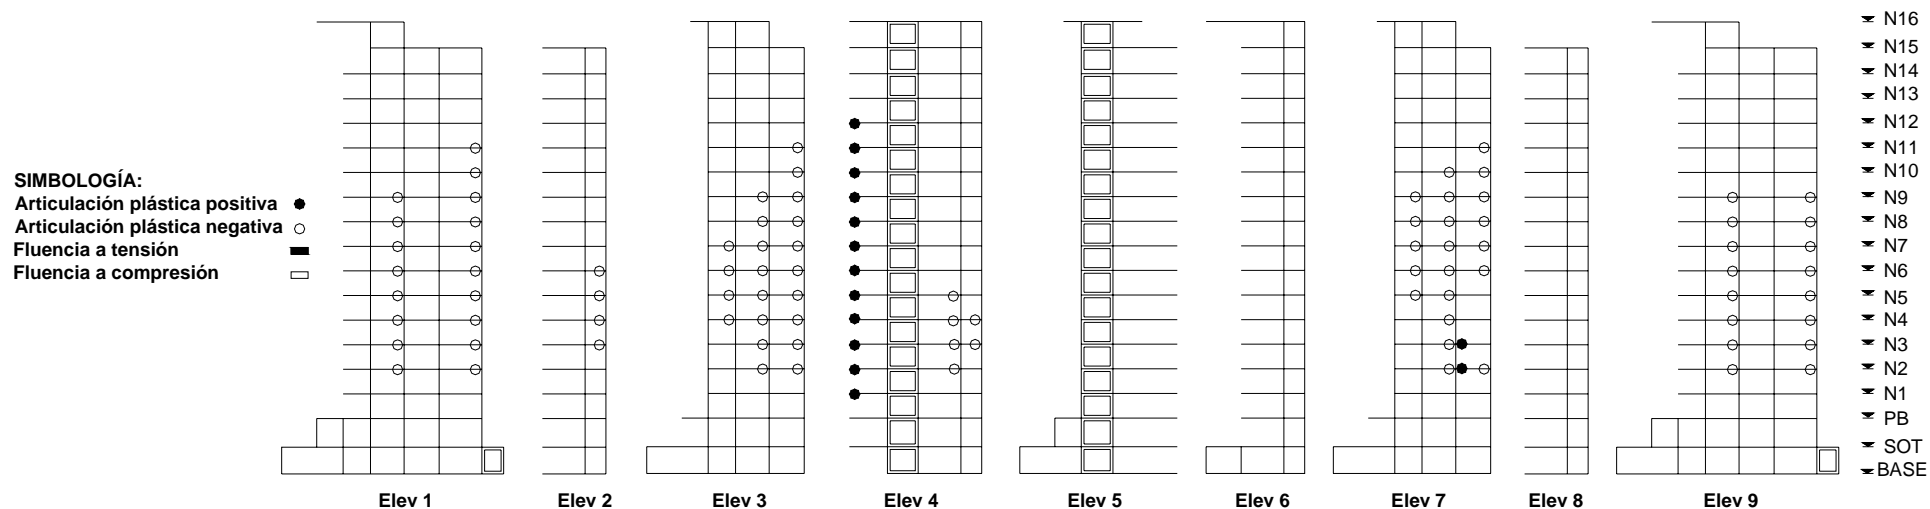 SIMBOLOGÍA:
Articulación plástica positiva
Articulación plástica negativa
Fluencia a tensión
Fluencia a compresión
Elev 1
Elev 2
Elev 3
Elev 4
Elev 5
Elev 6
Elev 7
Elev 8
Elev 9
N16
N15
N14
N13
N12
N11
N10
N9
N8
N7
N6
N5
N4
N3
N2
N1
PB
SOT
BASE